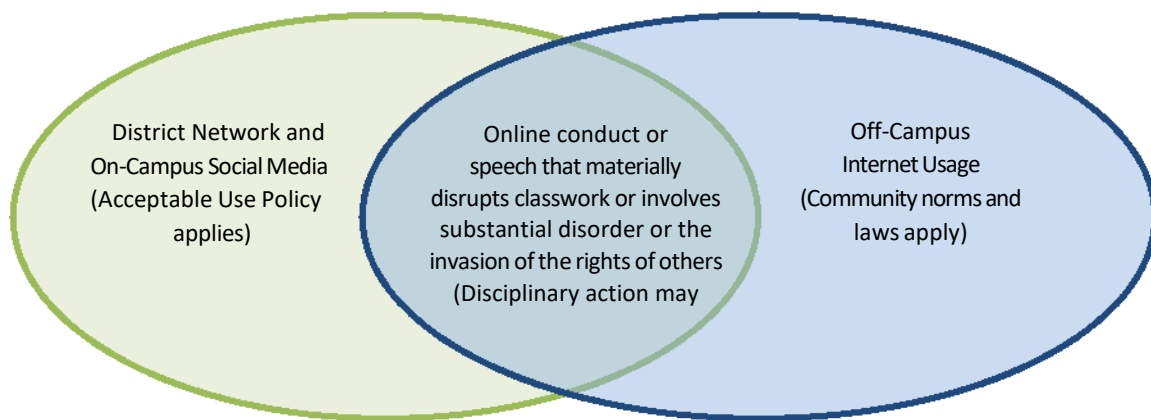 District Network and
On-Campus Social Media
(Acceptable Use Policy
applies)
Online conduct or
speech that materially
disrupts classwork or involves
substantial disorder or the
invasion of the rights of others
(Disciplinary action may
Off-Campus
Internet Usage
(Community norms and
laws apply)